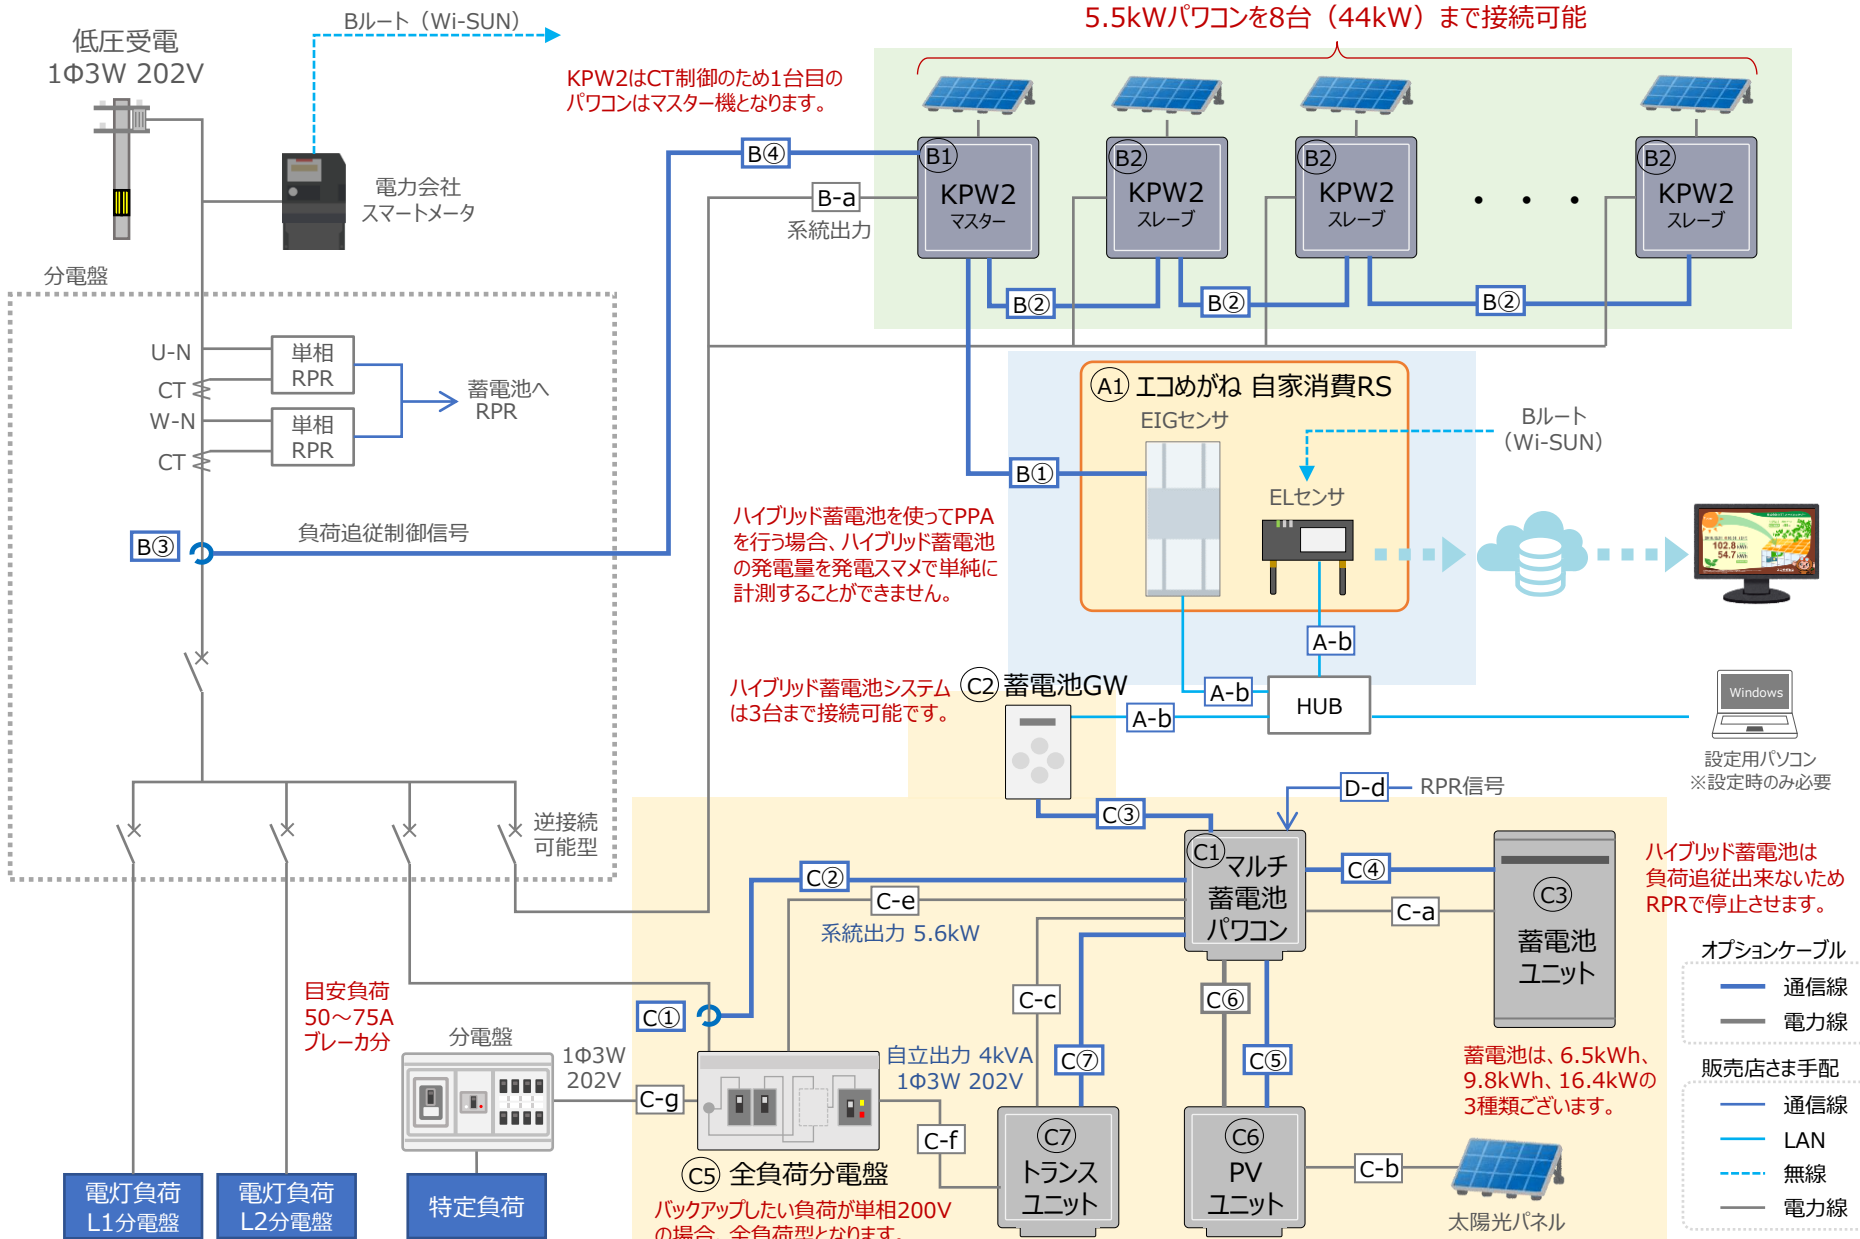 5.5kWパワコンを8台（44kW）まで接続可能
Bルート（Wi-SUN）
低圧受電
1Φ3W 202V
KPW2はCT制御のため1台目の
パワコンはマスター機となります。
電力会社
スマートメータ
B④
B-a
系統出力
B1
KPW2
マスター
B2
KPW2
スレーブ
B2
KPW2
スレーブ
・・・
B2
KPW2
スレーブ
B②
B②
B②
分電盤
U-N
CT
W-N
CT
単相
RPR
単相
RPR
蓄電池へ
RPR
B③
負荷追従制御信号
A1 エコめがね 自家消費RS
EIGセンサ
ELセンサ
Bルート
（Wi-SUN）
B①
ハイブリッド蓄電池を使ってPPA
を行う場合、ハイブリッド蓄電池
の発電量を発電スマメで単純に
計測することができません。
102.8
54.7
A-b
A-b
A-b
HUB
Windows
設定用パソコン
※設定時のみ必要
ハイブリッド蓄電池システム
は3台まで接続可能です。
C2 蓄電池GW
D-d
RPR信号
C③
逆接続
可能型
C②
C-e
系統出力 5.6kW
C1
マルチ
蓄電池
パワコン
C④
C-a
C3
蓄電池
ユニット
ハイブリッド蓄電池は
負荷追従出来ないため
RPRで停止させます。
C①
C-c
C⑥
C⑦
C⑤
目安負荷
50～75A
ブレーカ分
分電盤
1Φ3W
202V
C-g
自立出力 4kVA
1Φ3W 202V
C-f
C5 全負荷分電盤
バックアップしたい負荷が単相200V
の場合、全負荷型となります。
C7
トランス
ユニット
C6
PV
ユニット
C-b
太陽光パネル
蓄電池は、6.5kWh、
9.8kWh、16.4kWの
3種類ございます。
オプションケーブル
通信線
電力線
販売店さま手配
通信線
LAN
無線
電力線
電灯負荷
L1分電盤
電灯負荷
L2分電盤
特定負荷